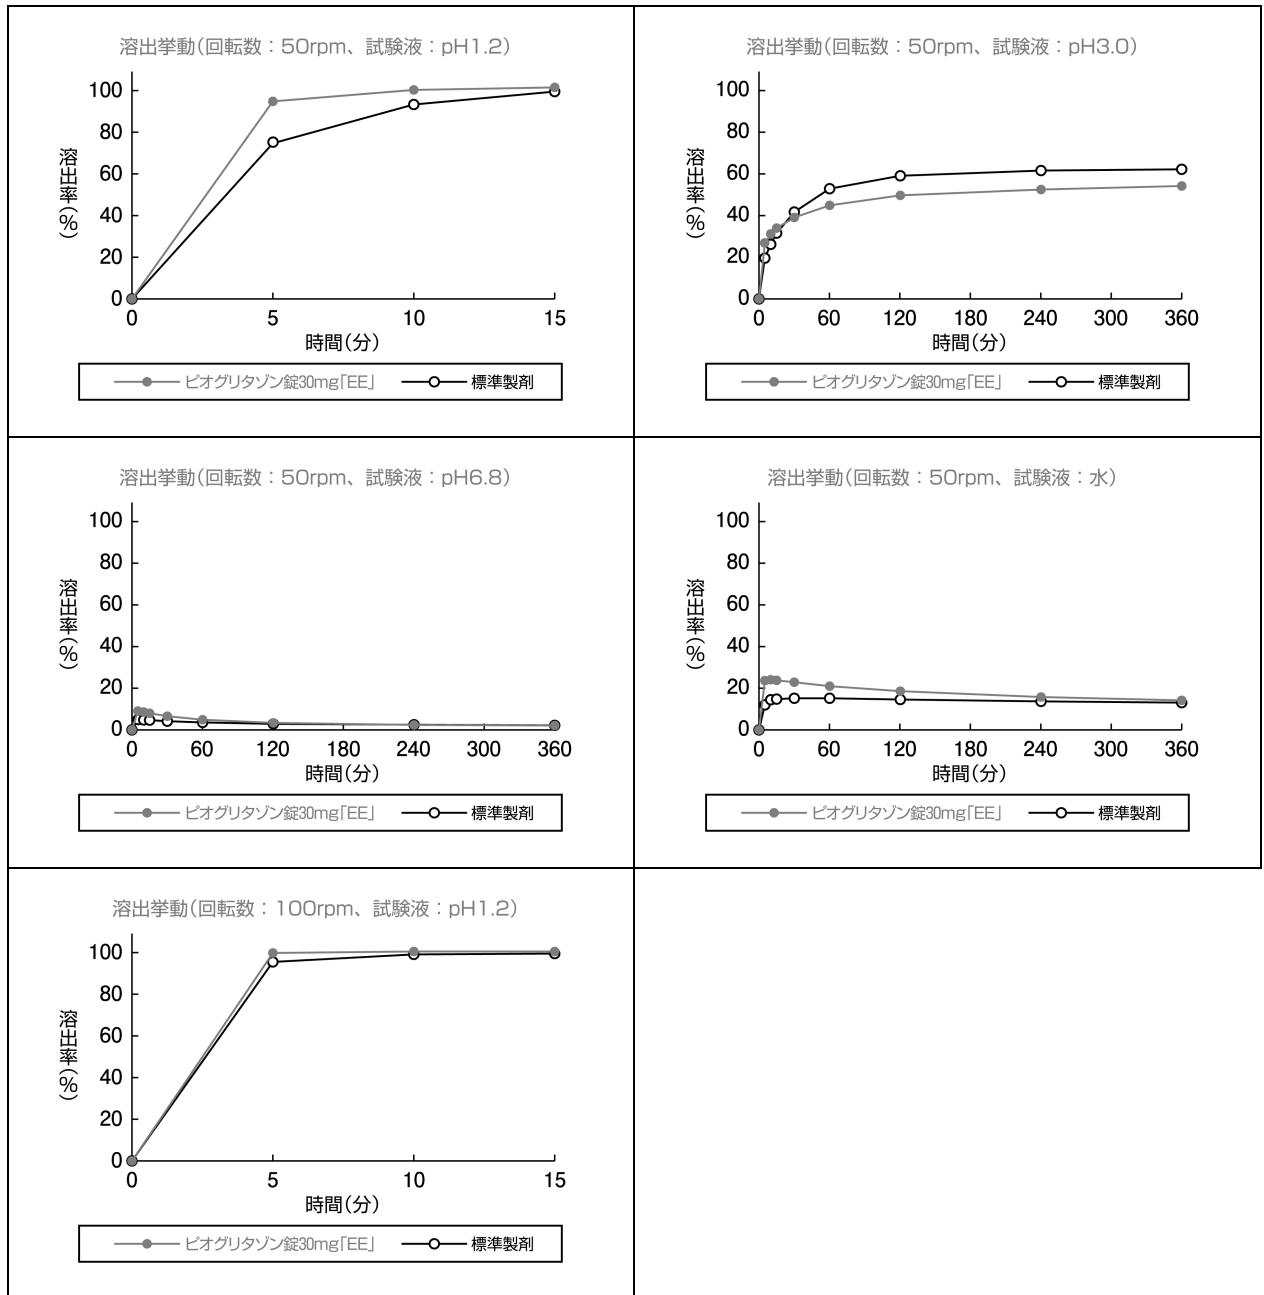 溶出挙動(回転数：50rpm、試験液：pH1.2)
100
80
60
40
20
0
溶出率(%)
0 5 10 15
時間(分)
ピオグリタゾン錠30mg「EE」 標準製剤
溶出挙動(回転数：50rpm、試験液：pH3.0)
100
80
60
40
20
0
溶出率(%)
0 60 120 180 240 300 360
時間(分)
ピオグリタゾン錠30mg「EE」 標準製剤
溶出挙動(回転数：50rpm、試験液：pH6.8)
100
80
60
40
20
0
溶出率(%)
0 60 120 180 240 300 360
時間(分)
ピオグリタゾン錠30mg「EE」 標準製剤
溶出挙動(回転数：50rpm、試験液：水)
100
80
60
40
20
0
溶出率(%)
0 60 120 180 240 300 360
時間(分)
ピオグリタゾン錠30mg「EE」 標準製剤
溶出挙動(回転数：100rpm、試験液：pH1.2)
100
80
60
40
20
0
溶出率(%)
0 5 10 15
時間(分)
ピオグリタゾン錠30mg「EE」 標準製剤